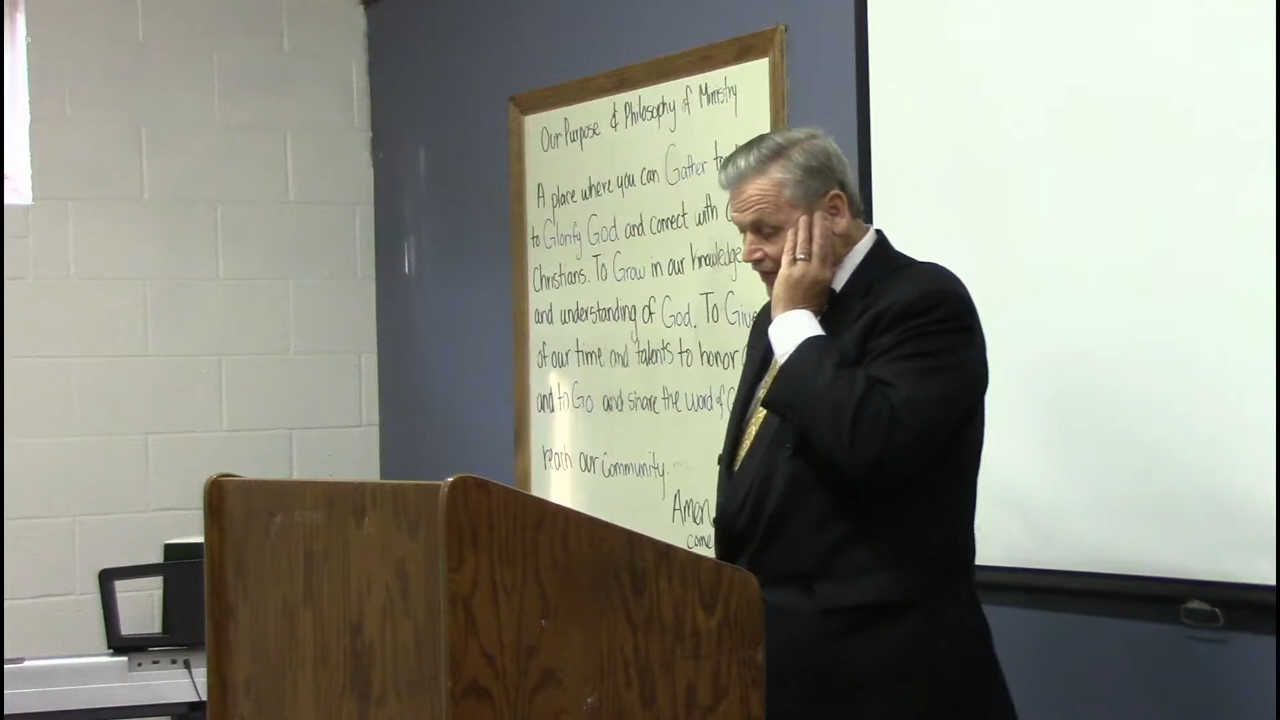 Our Purpose & Philosophy of Ministry
A place where you can Gather
to Glorify God and connect with
Christians. To Grow in our knowledge
and understanding of God. To Give
of our time and talents to honor
and to Go and share the word of
reach our Community.
Amen
come